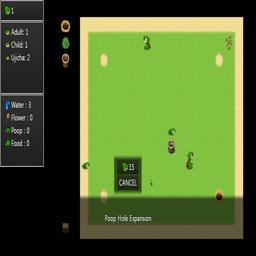 1
Adult: 1
Child: 1
Ujicha: 2
Water : 3
Flower : 0
Poop : 0
Food : 0
15
CANCEL
Poop Hole Expansion